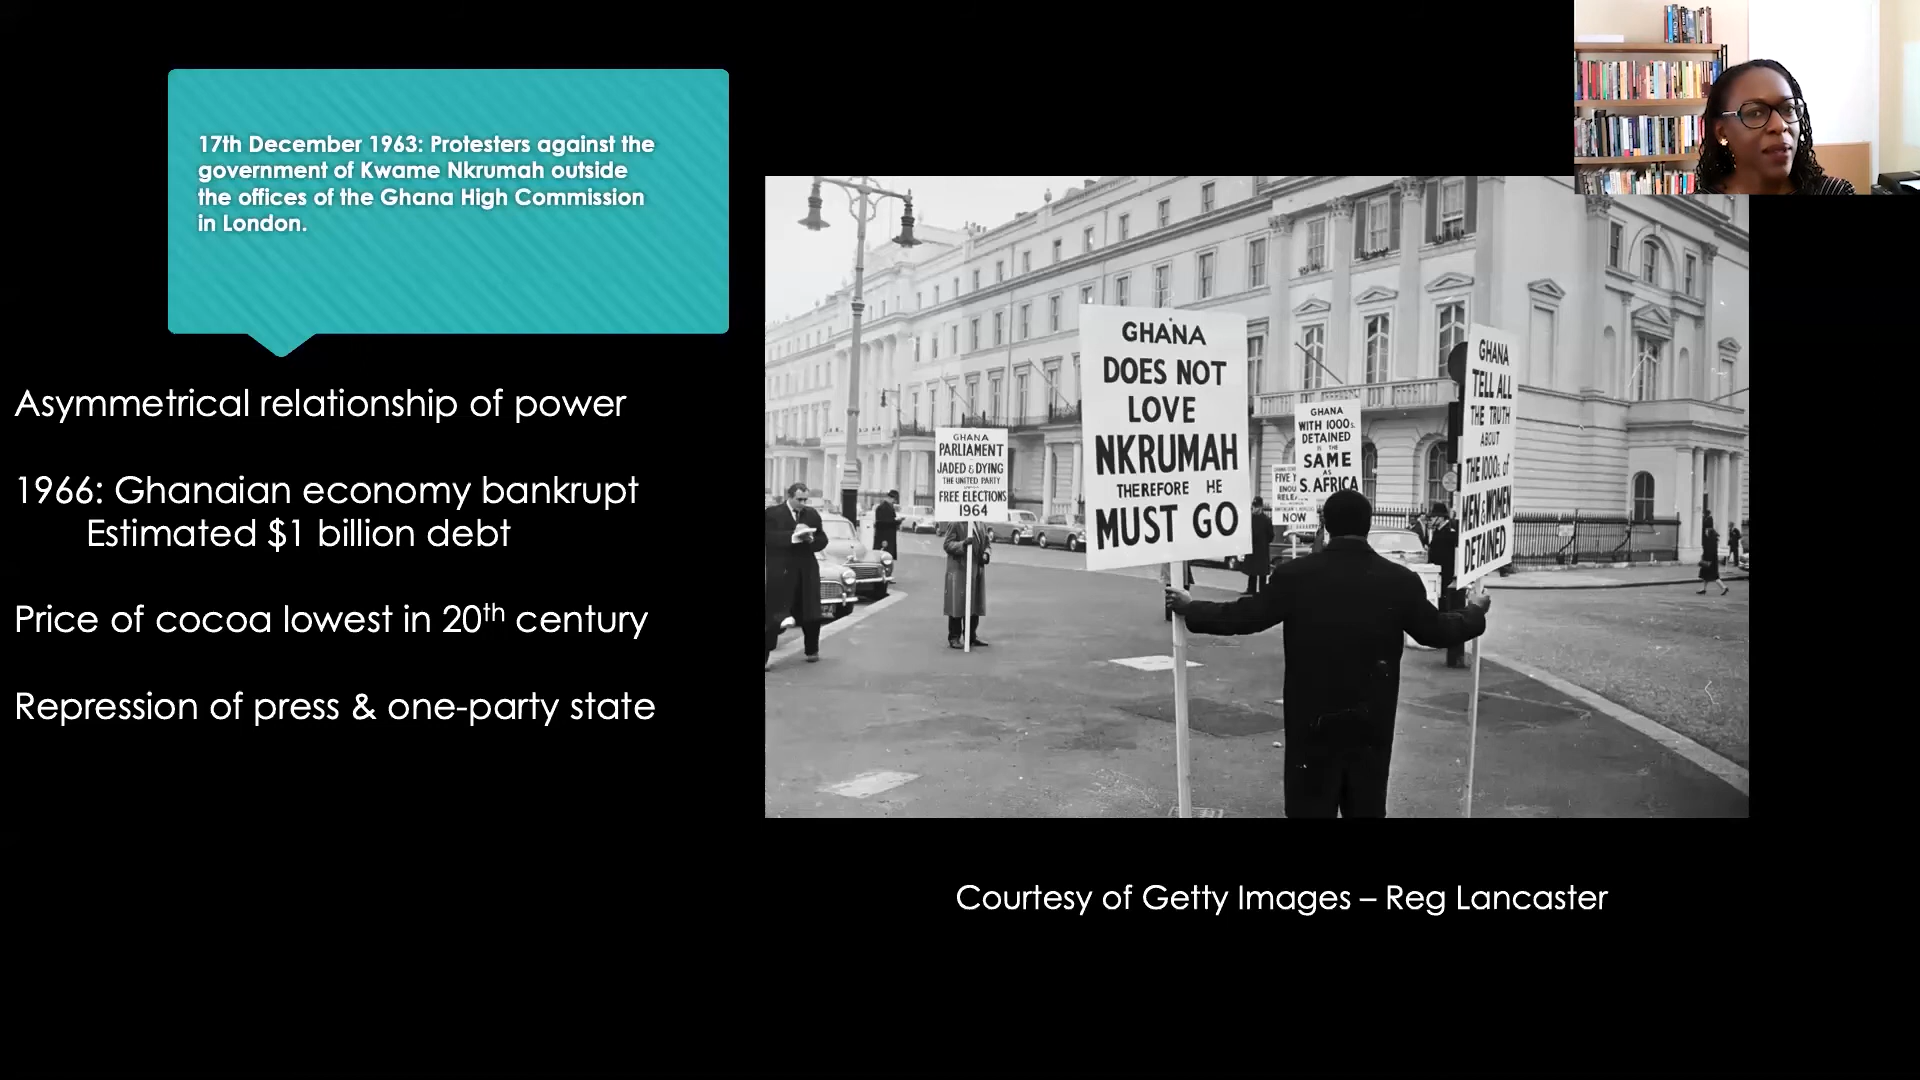 17th December 1963: Protesters against the
government of Kwame Nkrumah outside
the offices of the Ghana High Commission
in London.
Asymmetrical relationship of power
1966: Ghanaian economy bankrupt
Estimated $1 billion debt
Price of cocoa lowest in 20th century
Repression of press & one-party state
GHANA
PARLIAMENT
JADED & DYING
THE UNITED PARTY
FREE ELECTIONS
1964
GHANA
DOES NOT
LOVE
NKRUMAH
THEREFORE HE
MUST GO
GHANA
WITH 1000s.
DETAINED
IS THE
SAME
AS
S. AFRICA
FIVE
NOW
GHANA
TELL ALL
THE TRUTH
ABOUT
THE 1000s of
MEN & WOMEN
DETAINED
Courtesy of Getty Images – Reg Lancaster